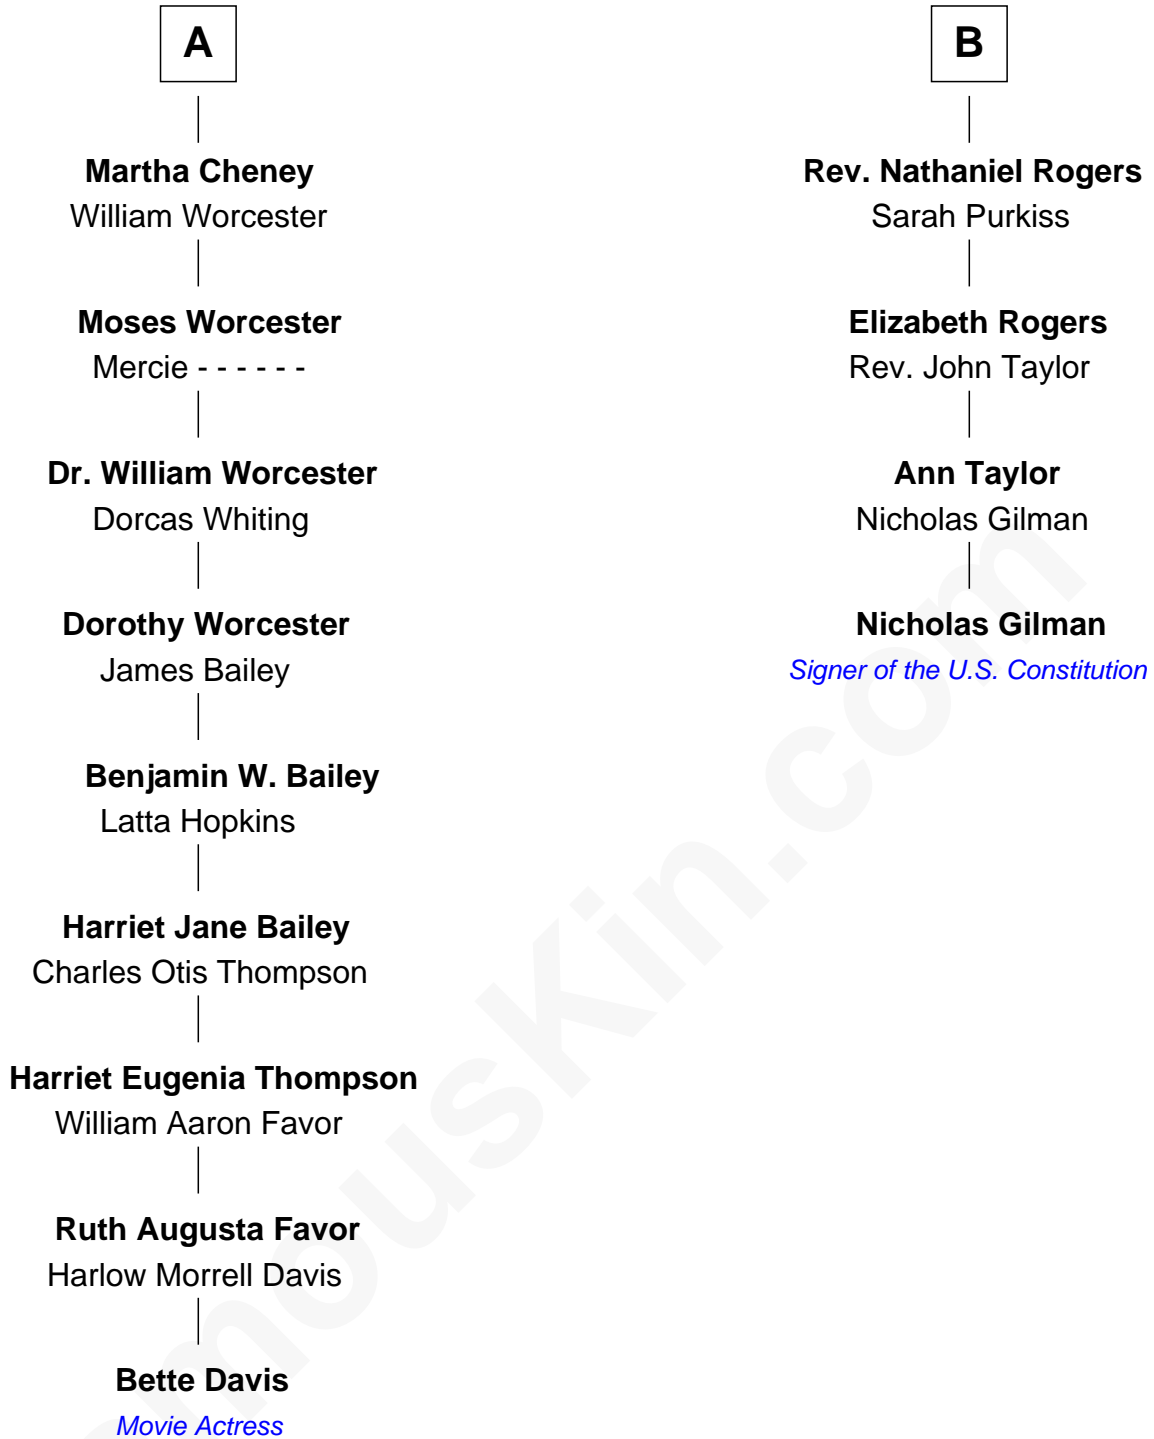 A
Martha Cheney
William Worcester
Moses Worcester
Mercie - - - - - -
Dr. William Worcester
Dorcas Whiting
Dorothy Worcester
James Bailey
Benjamin W. Bailey
Latta Hopkins
Harriet Jane Bailey
Charles Otis Thompson
Harriet Eugenia Thompson
William Aaron Favor
Ruth Augusta Favor
Harlow Morrell Davis
Bette Davis
Movie Actress
B
Rev. Nathaniel Rogers
Sarah Purkiss
Elizabeth Rogers
Rev. John Taylor
Ann Taylor
Nicholas Gilman
Nicholas Gilman
Signer of the U.S. Constitution
mousKin.com